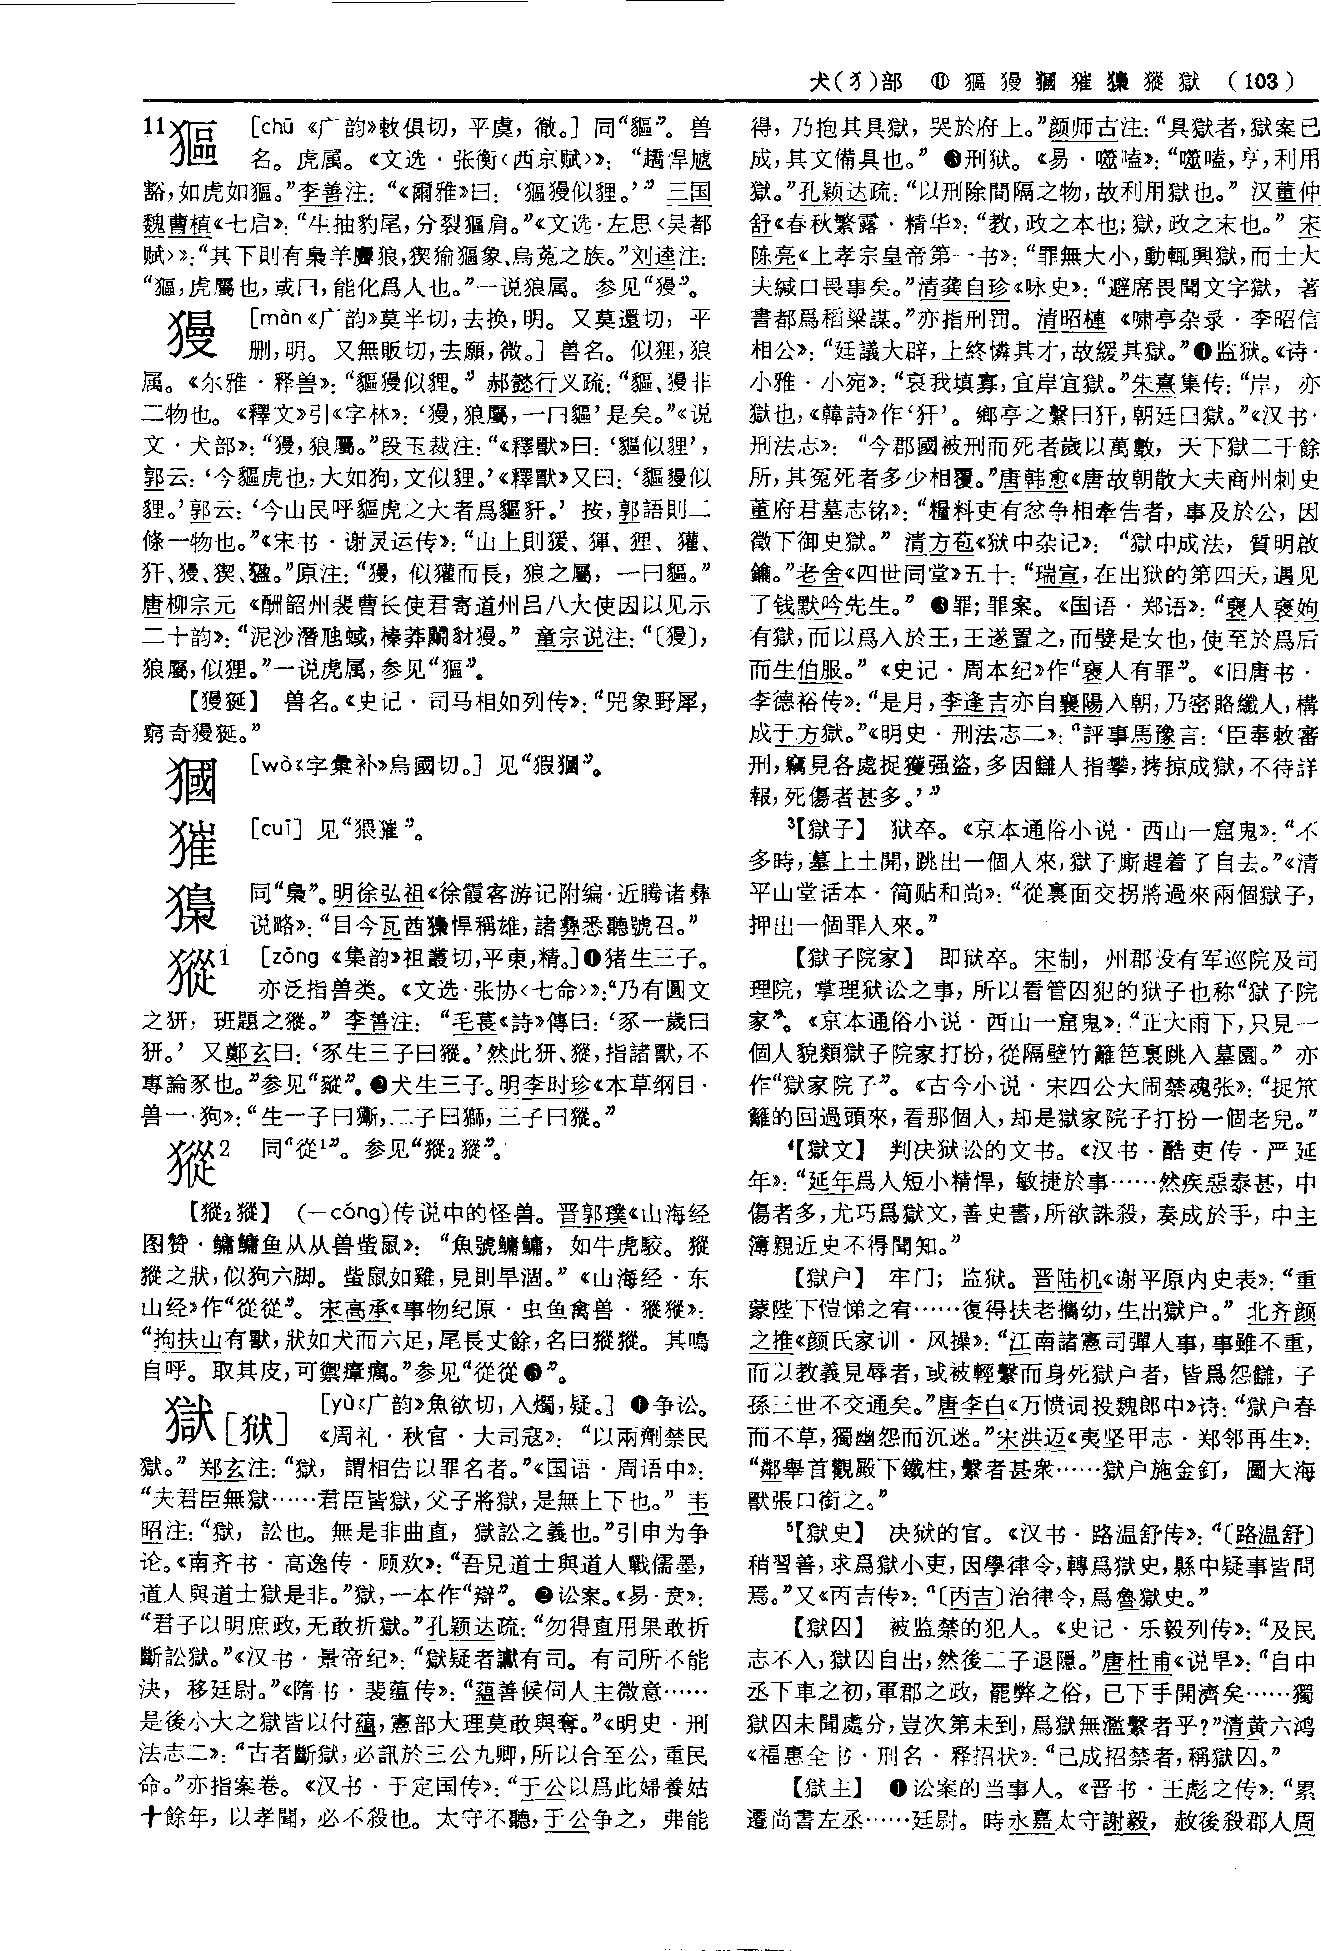 犬(犭)部 ⑪ 㺉 獌 㗲 獕 獔 猣 獄 (103)
11 [chū《广韵》敕俱切，平虞，徹。] 同“貙”。兽
名。虎属。《文选·张衡〈西京赋〉》：“趫悍虓
豁，如虎如貙。”李善注：“《爾雅》曰：‘貙獌似貍。’” 三国
魏曹植《七启》：“生抽豹尾，分裂貙肩。”《文选·左思〈吴都
赋〉》：“其下則有梟羊麡狼，猰㺄貙象、烏菟之族。”刘逵注：
“貙，虎屬也，或曰，能化爲人也。”一说狼属。参见“獌”。
獌 [màn《广韵》莫半切，去换，明。又莫還切，平
删，明。又無販切，去願，微。] 兽名。似狸，狼
属。《尔雅·释兽》：“貙獌似貍。”郝懿行义疏：“貙、獌非
二物也。《釋文》引《字林》：‘獌，狼屬，一曰貙’是矣。”《说
文·犬部》：“獌，狼屬。”段玉裁注：“《釋獸》曰：‘貙似貍’，
郭云：‘今貙虎也，大如狗，文似貍。’《釋獸》又曰：‘貙獌似
貍。’郭云：‘今山民呼貙虎之大者爲貙豻。’按，郭語則二
條一物也。”《宋书·谢灵运传》：“山上則猨、㺑、狸、獾、
犴、獌、猰、猛。”原注：“獌，似獾而長，狼之屬，一曰貙。”
唐柳宗元《酬韶州裴曹长使君寄道州吕八大使因以见示
二十韵》：“泥沙潛虺蜮，榛莽鬭豺獌。”童宗说注：“〔獌〕，
狼屬，似狸。”一说虎属，参见“貙”。
【獌狿】 兽名。《史记·司马相如列传》：“兕象野犀，
窮奇獌狿。”
[wò《字彙补》烏國切。] 见“猳
獕 [cuī] 见“猥獕”。
同“梟”。明徐弘祖《徐霞客游记附编·近腾诸彝
说略》：“目今瓦酋獍悍稱雄，諸彝悉聽號召。”
猣1 [zōng《集韵》祖叢切，平東，精。]❶猪生三子。
亦泛指兽类。《文选·张协〈七命〉》：“乃有圓文
之豜，班題之猣。”李善注：“毛萇《詩》傳曰：‘豕一歲曰
豜。’又鄭玄曰：‘豕生三子曰豵。’然此豜、猣，指諸獸，不
專論豕也。”参见“豵”。❷犬生三子。明李时珍《本草纲目·
兽一·狗》：“生一子曰獑，二子曰獅，三子曰猣。”
猣2 同“從1”。参见“猣2猣”。
【猣2猣】 (—cóng)传说中的怪兽。晋郭璞《山海经
图赞·鳙鳙鱼从从兽蚩鼠》：“魚號鳙鳙，如牛虎駮。猣
猣之狀，似狗六脚。蚩鼠如雞，見則旱涸。”《山海经·东
山经》作“從從”。宋高承《事物纪原·虫鱼禽兽·猣猣》：
“拘扶山有獸，狀如犬而六足，尾長丈餘，名曰猣猣。其鳴
自呼。取其皮，可禦瘴癘。”参见“從從❸”。
獄[狱] [yù《广韵》魚欲切，入燭，疑。] ❶争讼。
《周礼·秋官·大司寇》：“以兩劑禁民
獄。”郑玄注：“獄，謂相告以罪名者。”《国语·周语中》：
“夫君臣無獄……君臣皆獄，父子將獄，是無上下也。”韦
昭注：“獄，訟也。無是非曲直，獄訟之義也。”引申为争
论。《南齐书·高逸传·顾欢》：“吾見道士與道人戰儒墨，
道人與道士獄是非。”獄，一本作“辯”。❷讼案。《易·贲》：
“君子以明庶政，无敢折獄。”孔颖达疏：“勿得直用果敢折
斷訟獄。”《汉书·景帝纪》：“獄疑者讞有司。有司所不能
決，移廷尉。”《隋书·裴蕴传》：“蘊善候伺人主微意……
是後小大之獄皆以付蘊，憲部大理莫敢與奪。”《明史·刑
法志二》：“古者斷獄，必訊於三公九卿，所以合至公，重民
命。”亦指案卷。《汉书·于定国传》：“于公以爲此婦養姑
十餘年，以孝聞，必不殺也。太守不聽，于公争之，弗能
得，乃抱其具獄，哭於府上。”颜师古注：“具獄者，獄案已
成，其文備具也。”❸刑狱。《易·噬嗑》：“噬嗑，亨，利用
獄。”孔颖达疏：“以刑除間隔之物，故利用獄也。”汉董仲
舒《春秋繁露·精华》：“教，政之本也；獄，政之末也。”宋
陈亮《上孝宗皇帝第一书》：“罪無大小，動輒興獄，而士大
夫緘口畏事矣。”清龚自珍《咏史》：“避席畏聞文字獄，著
書都爲稻粱謀。”亦指刑罚。清昭槤《啸亭杂录·李昭信
相公》：“廷議大辟，上終憐其才，故緩其獄。”❹监狱。《诗·
小雅·小宛》：“哀我填寡，宜岸宜獄。”朱熹集传：“岸，亦
獄也，《韓詩》作‘犴’。鄉亭之繫曰犴，朝廷曰獄。”《汉书·
刑法志》：“今郡國被刑而死者歲以萬數，天下獄二千餘
所，其冤死者多少相覆。”唐韩愈《唐故朝散大夫商州刺史
董府君墓志铭》：“糧料吏有忿争相牽告者，事及於公，因
徵下御史獄。”清方苞《狱中杂记》：“獄中成法，質明啟
鑰。”老舍《四世同堂》五十：“瑞宣，在出狱的第四天，遇见
了钱默吟先生。”❺罪；罪案。《国语·郑语》：“褒人褒姁
有獄，而以爲入於王，王遂置之，而嬖是女也，使至於爲后
而生伯服。”《史记·周本纪》作“褒人有罪”。《旧唐书·
李德裕传》：“是月，李逢吉亦自襄陽入朝，乃密賂纖人，構
成于方獄。”《明史·刑法志二》：“評事馬豫言：‘臣奉敕審
刑，竊見各處捉獲强盗，多因讎人指攀，拷掠成獄，不待詳
報，死傷者甚多。’”
3【獄子】 狱卒。《京本通俗小说·西山一窟鬼》：“不
多時，墓上土開，跳出一個人來，獄子厮趕着了自去。”《清
平山堂话本·简贴和尚》：“從裏面交拐將過來兩個獄子，
押出一個罪人來。”
【獄子院家】 即狱卒。宋制，州郡没有军巡院及司
理院，掌理狱讼之事，所以看管囚犯的狱子也称“獄子院
家”。《京本通俗小说·西山一窟鬼》：“正大雨下，只見一
個人貌類獄子院家打扮，從隔壁竹籬笆裏跳入墓園。”亦
作“獄家院子”。《古今小说·宋四公大闹禁魂张》：“捉笊
籬的回過頭來，看那個人，却是獄家院子打扮一個老兒。”
4【獄文】 判决狱讼的文书。《汉书·酷吏传·严延
年》：“延年爲人短小精悍，敏捷於事……然疾惡泰甚，中
傷者多，尤巧爲獄文，善史書，所欲誅殺，奏成於手，中主
簿親近史不得聞知。”
【獄户】 牢门；监狱。晋陆机《谢平原内史表》：“重
蒙陛下愷悌之宥……復得扶老攜幼，生出獄户。”北齐颜
之推《颜氏家训·风操》：“江南諸憲司彈人事，事雖不重，
而以教義見辱者，或被輕繫而身死獄户者，皆爲怨讎，子
孫三世不交通矣。”唐李白《万愤词投魏郎中》诗：“獄户春
而不草，獨幽怨而沉迷。”宋洪迈《夷坚甲志·郑邻再生》：
“鄰舉首觀殿下鐵柱，繫者甚衆……獄户施金釘，圖大海
獸張口銜之。”
5【獄史】 决狱的官。《汉书·路温舒传》：“〔路温舒〕
稍習善，求爲獄小吏，因學律令，轉爲獄史，縣中疑事皆問
焉。”又《丙吉传》：“〔丙吉〕治律令，爲魯獄史。”
【獄囚】 被监禁的犯人。《史记·乐毅列传》：“及民
志不入，獄囚自出，然後二子退隱。”唐杜甫《说旱》：“自中
丞下車之初，軍郡之政，罷弊之俗，已下手開濟矣……獨
獄囚未聞處分，豈次第未到，爲獄無濫繫者乎？”清黄六鸿
《福惠全书·刑名·释招状》：“已成招禁者，稱獄囚。”
【獄主】 ❶讼案的当事人。《晋书·王彪之传》：“累
遷尚書左丞……廷尉。時永嘉太守謝毅，赦後殺郡人周